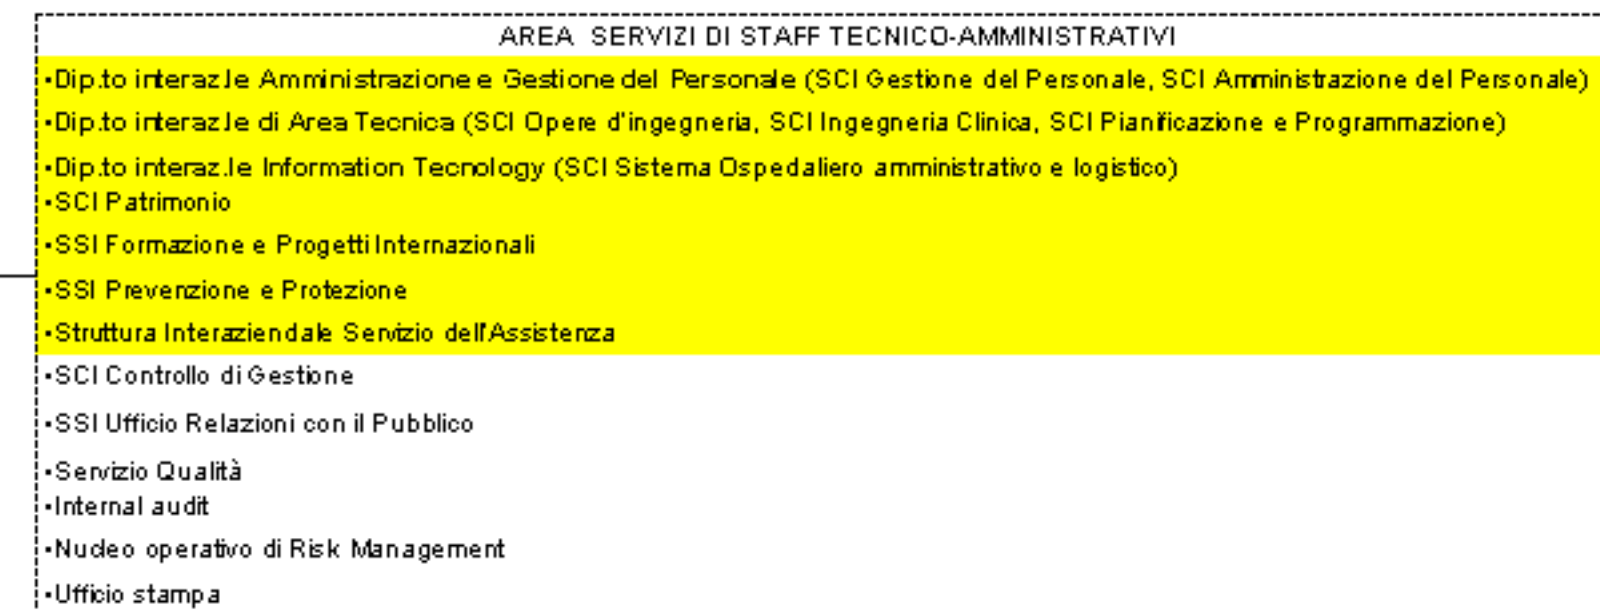 AREA SERVIZI DI STAFF TECNICO-AMMINISTRATIVI
•Dip.to interaz.le Amministrazione e Gestione del Personale (SCI Gestione del Personale, SCI Amministrazione del Personale)
•Dip.to interaz.le di Area Tecnica (SCI Opere d'ingegneria, SCI Ingegneria Clinica, SCI Pianificazione e Programmazione)
•Dip.to interaz.le Information Tecnology (SCI Sistema Ospedaliero amministrativo e logistico)
•SCI Patrimonio
•SSI Formazione e Progetti Internazionali
•SSI Prevenzione e Protezione
•Struttura Interaziendale Servizio dell'Assistenza
•SCI Controllo di Gestione
•SSI Ufficio Relazioni con il Pubblico
•Servizio Qualità
•Internal audit
•Nucleo operativo di Risk Management
•Ufficio stampa